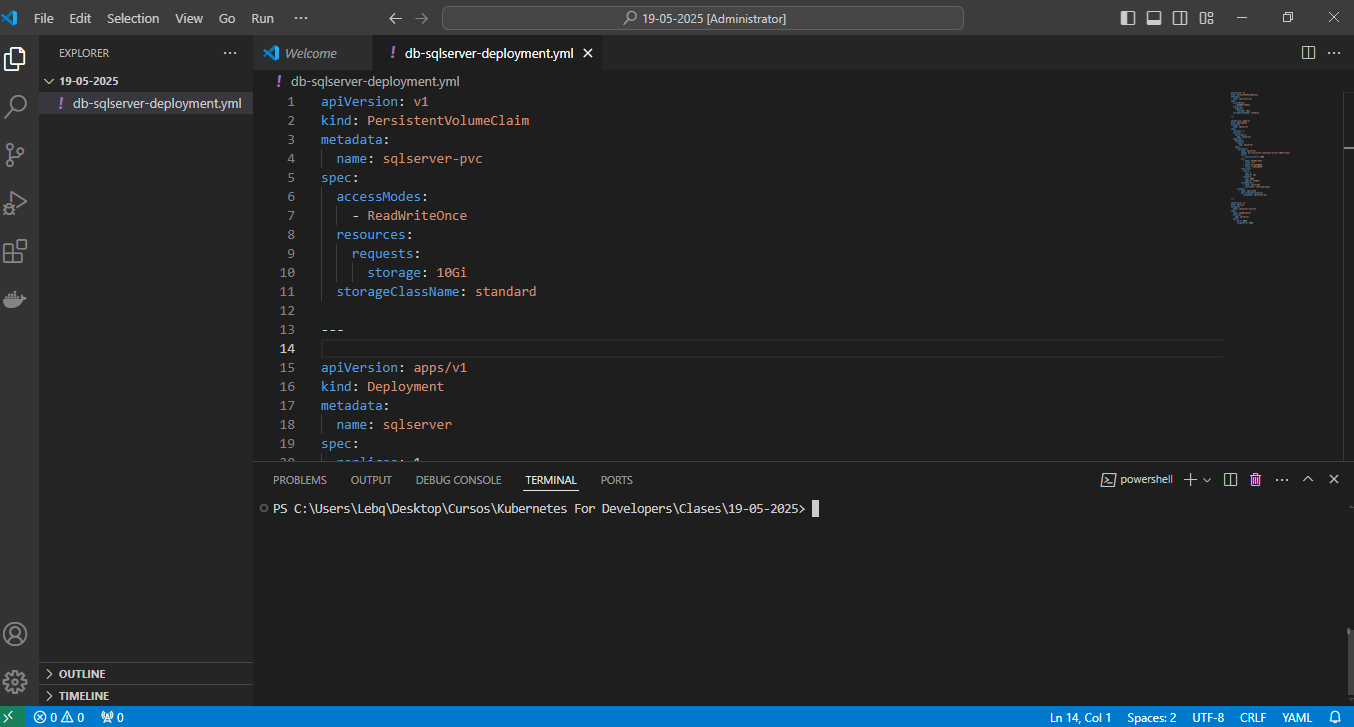 File Edit Selection View Go Run ··· 19-05-2025 [Administrator]
EXPLORER ···
19-05-2025
! db-sqlserver-deployment.yml
OUTLINE
TIMELINE
Welcome ! db-sqlserver-deployment.yml
! db-sqlserver-deployment.yml
1 apiVersion: v1
2 kind: PersistentVolumeClaim
3 metadata:
4 name: sqlserver-pvc
5 spec:
6 accessModes:
7 - ReadWriteOnce
8 resources:
9 requests:
10 storage: 10Gi
11 storageClassName: standard
12
13 ---
14
15 apiVersion: apps/v1
16 kind: Deployment
17 metadata:
18 name: sqlserver
19 spec:
20 replicas: 1
PROBLEMS OUTPUT DEBUG CONSOLE TERMINAL PORTS powershell
PS C:\Users\Lebq\Desktop\Cursos\Kubernetes For Developers\Clases\19-05-2025>
0 0 0 Ln 14, Col 1 Spaces: 2 UTF-8 CRLF YAML